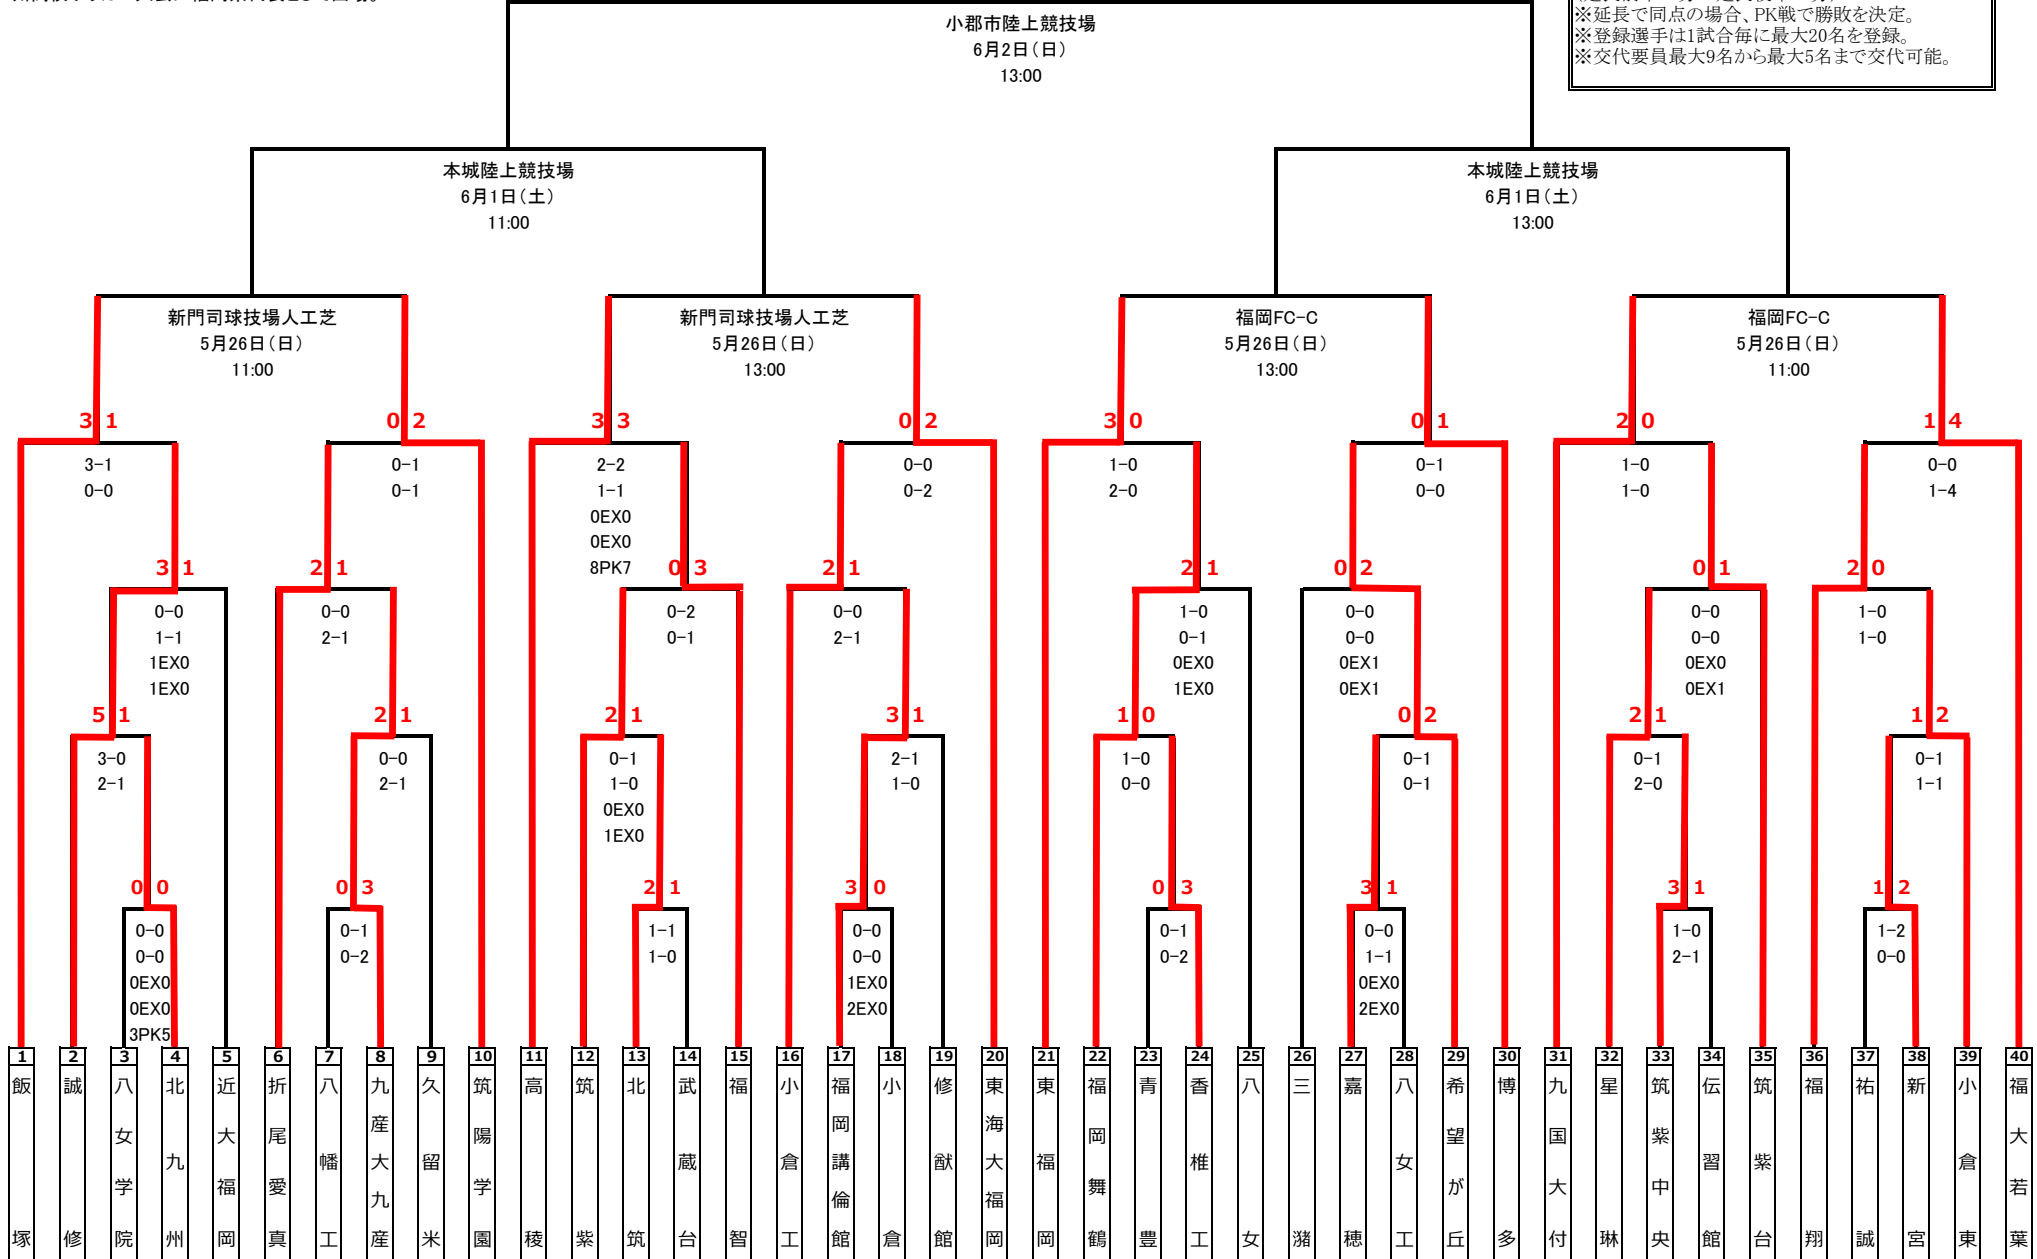 小郡市陸上競技場
6月2日(日)
13:00
※延長で同点の場合、PK戦で勝敗を決定。
※登録選手は1試合毎に最大20名を登録。
※交代要員最大9名から最大5名まで交代可能。
本城陸上競技場
6月1日(土)
11:00
本城陸上競技場
6月1日(土)
13:00
新門司球技場人工芝
5月26日(日)
11:00
新門司球技場人工芝
5月26日(日)
13:00
福岡FC-C
5月26日(日)
13:00
福岡FC-C
5月26日(日)
11:00
3 1
3-1
0-0
0 2
0-1
0-1
3 3
2-2
1-1
0EX0
0EX0
8PK7
0 2
0-0
0-2
3 0
1-0
2-0
0 1
0-1
0-0
2 0
1-0
1-0
1 4
0-0
1-4
3 1
0-0
1-1
1EX0
1EX0
2 1
0-0
2-1
0 3
0-2
0-1
2 1
0-0
2-1
2 1
1-0
0-1
0EX0
1EX0
0 2
0-0
0-0
0EX1
0EX1
0 1
0-0
0-0
0EX0
0EX1
2 0
1-0
1-0
5 1
3-0
2-1
2 1
0-0
2-1
2 1
0-1
1-0
0EX0
1EX0
3 1
2-1
1-0
1 0
1-0
0-0
0 2
0-1
0-1
2 1
0-1
2-0
1 2
0-1
1-1
0 0
0-0
0-0
0EX0
0EX0
3PK5
0 3
0-1
0-2
2 1
1-1
1-0
3 0
0-0
0-0
1EX0
2EX0
0 3
0-1
0-2
3 1
0-0
1-1
0EX0
2EX0
3 1
1-0
2-1
1 2
1-2
0-0
1 飯塚
2 誠修
3 八女学院
4 北九州
5 近大福岡
6 折尾愛真
7 八幡工
8 九産大九産
9 久留米
10 筑陽学園
11 高稜
12 筑紫
13 北筑
14 武蔵台
15 福智
16 小倉工
17 福岡講倫館
18 小倉
19 修猷館
20 東海大福岡
21 東福岡
22 福岡舞鶴
23 青豊
24 香椎工
25 八女
26 三潴
27 嘉穂
28 八女工
29 希望が丘
30 博多
31 九国大付
32 星琳
33 筑紫中央
34 伝習館
35 筑紫台
36 福翔
37 祐誠
38 新宮
39 小倉東
40 福大若葉